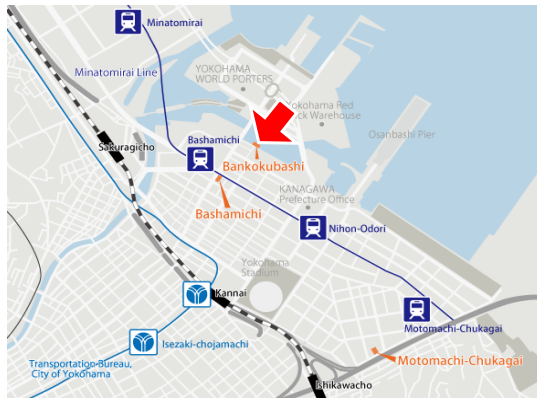 Minatomirai
Minatomirai Line
YOKOHAMA
WORLD PORTERS
Yokohama Red
ck Warehouse
Osanbashi Pier
Sakuragicho
Bashamichi
Bankokubashi
KANAGAWA
Prefecture Office
Bashamichi
Nihon-Odori
Yokohama
Stadium
Kannai
Motomachi-Chukagai
Isezaki-chojamachi
Transportation Bureau,
City of Yokohama
Motomachi-Chukagai
Ishikawacho